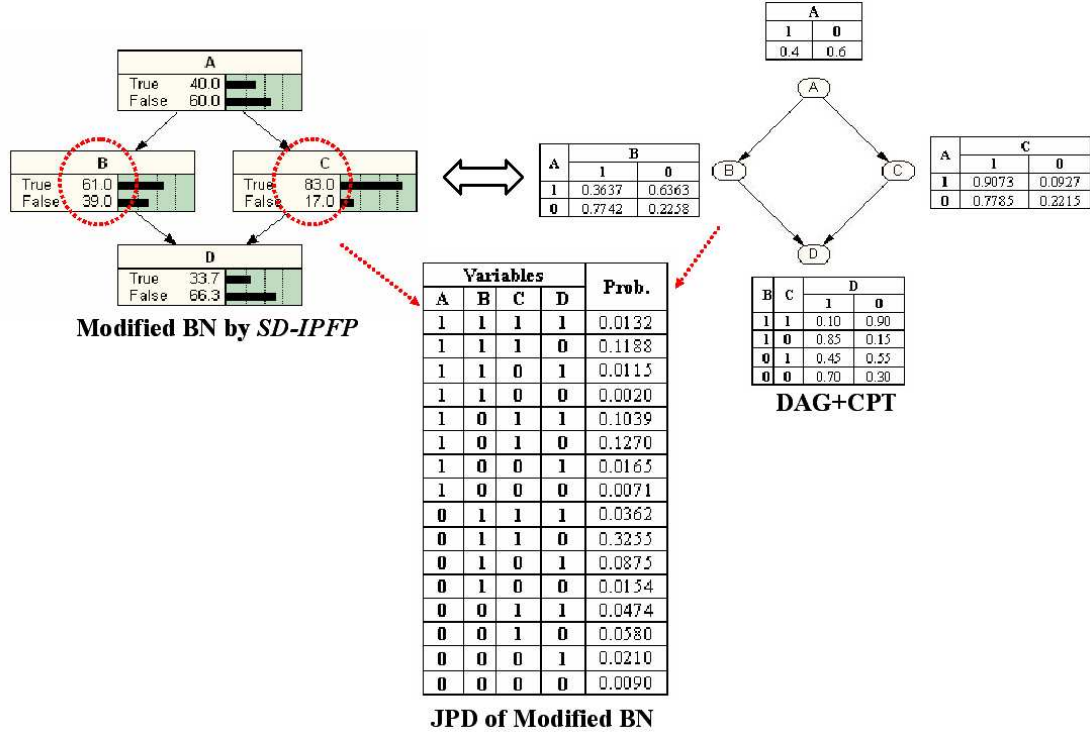 A
True 40.0
False 60.0
B
True 61.0
False 39.0
C
True 83.0
False 17.0
D
True 33.7
False 66.3
Modified BN by SD-IPFP
A
1 0
0.4 0.6
A
B
C
D
A B
1 0
1 0.3637 0.6363
0 0.7742 0.2258
A C
1 0
1 0.9073 0.0927
0 0.7785 0.2215
B C D
1 0
1 1 0.10 0.90
1 0 0.85 0.15
0 1 0.45 0.55
0 0 0.70 0.30
DAG+CPT
Variables Prob.
A B C D
1 1 1 1 0.0132
1 1 1 0 0.1188
1 1 0 1 0.0115
1 1 0 0 0.0020
1 0 1 1 0.1039
1 0 1 0 0.1270
1 0 0 1 0.0165
1 0 0 0 0.0071
0 1 1 1 0.0362
0 1 1 0 0.3255
0 1 0 1 0.0875
0 1 0 0 0.0154
0 0 1 1 0.0474
0 0 1 0 0.0580
0 0 0 1 0.0210
0 0 0 0 0.0090
JPD of Modified BN